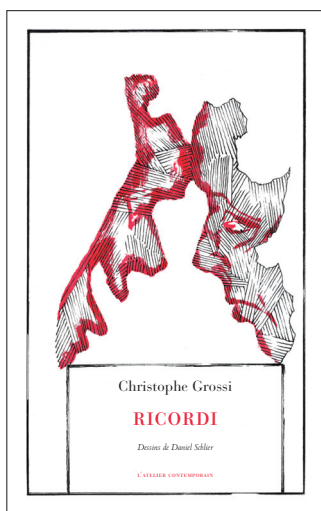 Christophe Grossi
RICORDI
Dessins de Daniel Schlier
L'ATELIER CONTEMPORAIN